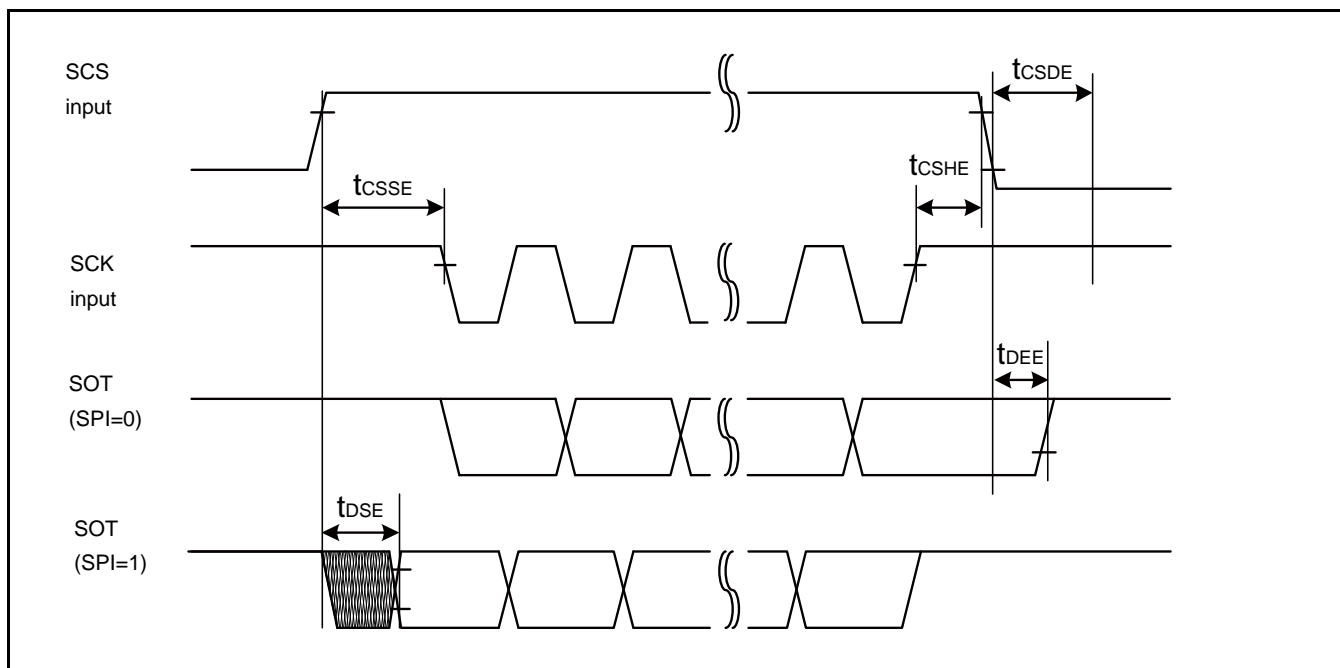 SCS
input
tCSDE
tCSHE
tCSSE
SCK
input
tDEE
SOT
(SPI=0)
tDSE
SOT
(SPI=1)